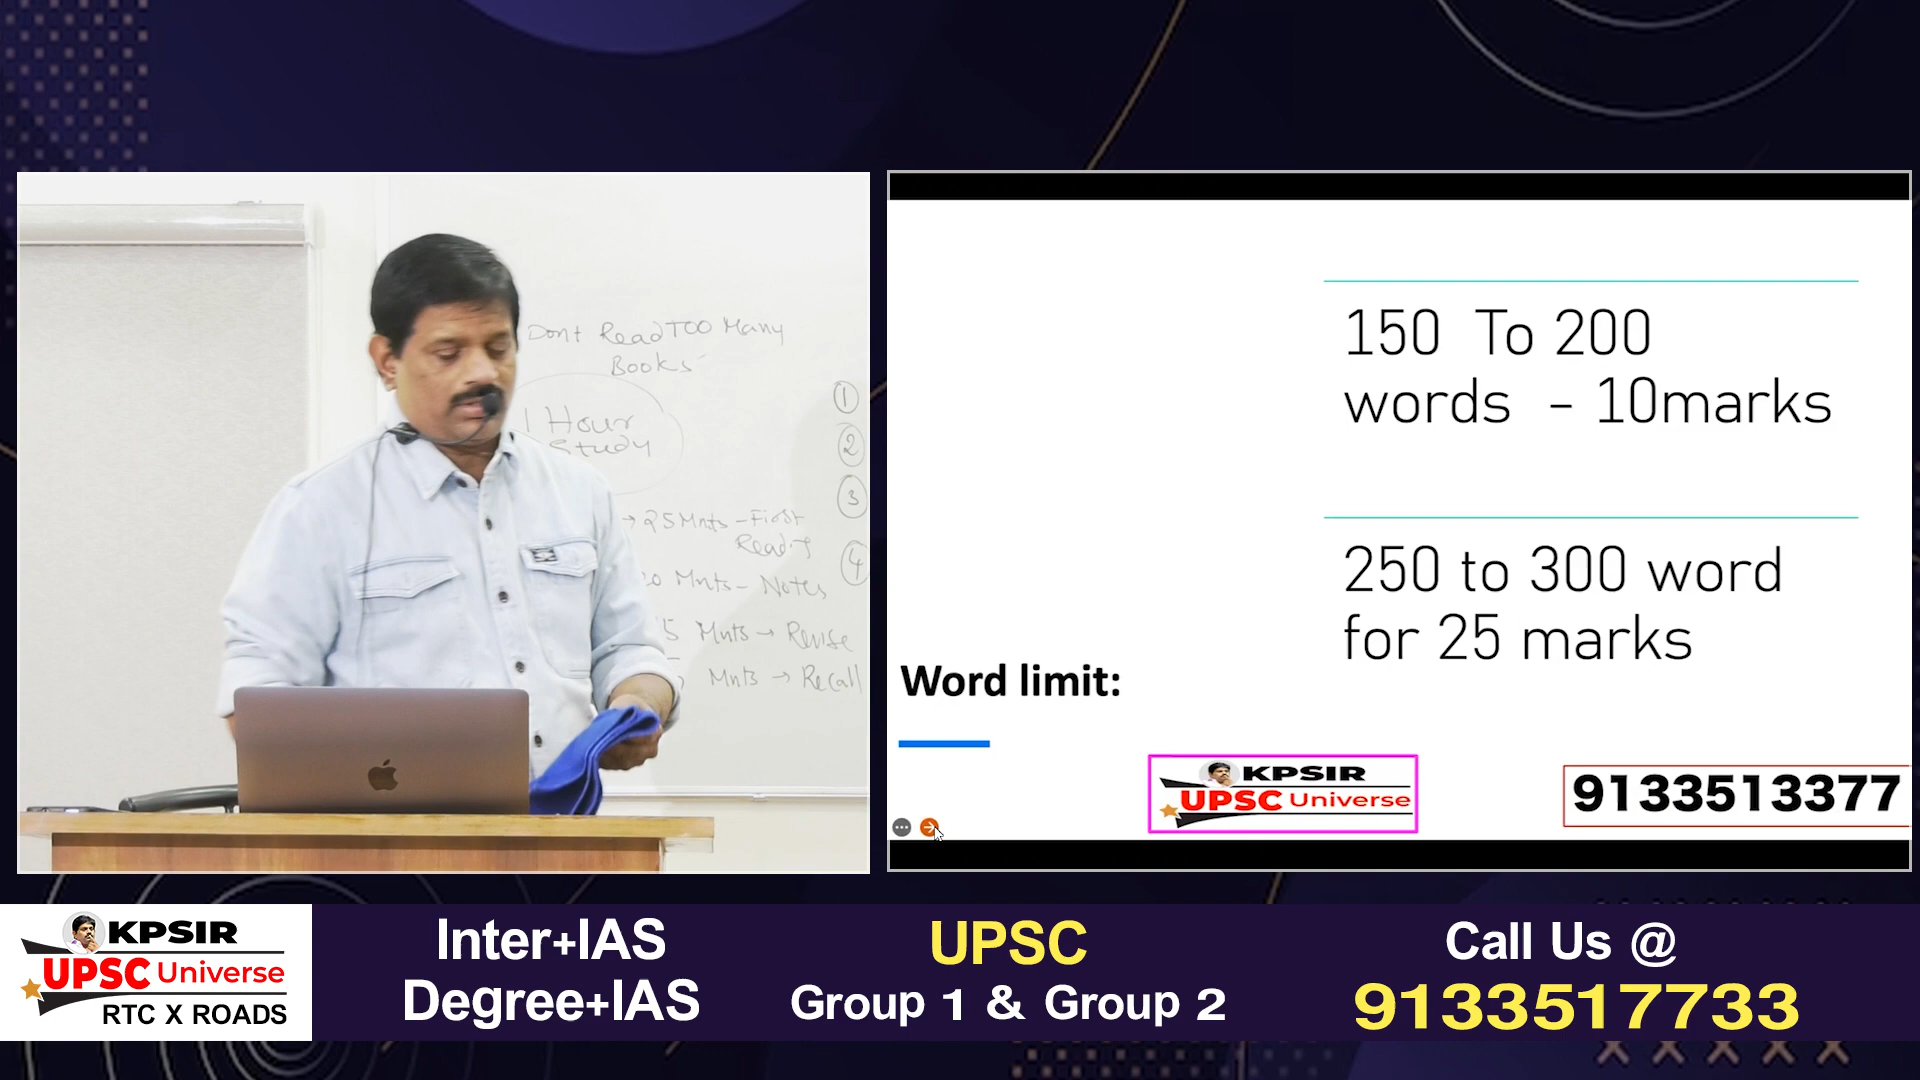 Dont Read TOO Many
Books
1 Hour
Study
1
2
3
4
→ 25 Mnts - First
Mnts - Notes
Mnts → Revise
Mnts → Recall
150 To 200
words - 10marks
250 to 300 word
for 25 marks
Word limit:
KPSIR
UPSC Universe
9133513377
KPSIR
UPSC Universe
RTC X ROADS
Inter+IAS
Degree+IAS
UPSC
Group 1 & Group 2
Call Us @
9133517733